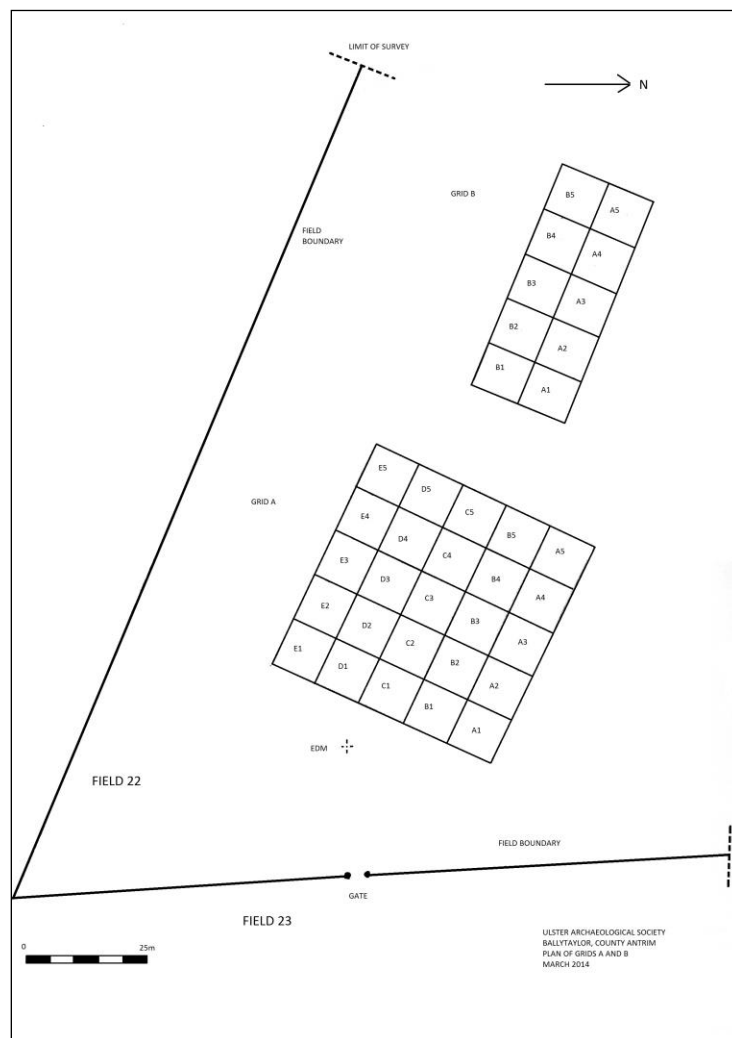 LIMIT OF SURVEY
N
GRID B
B5
A5
FIELD
BOUNDARY
B4
A4
B3
A3
B2
A2
B1
A1
GRID A
E5
D5
C5
B5
A5
E4
D4
C4
B4
A4
E3
D3
C3
B3
A3
E2
D2
C2
B2
A2
E1
D1
C1
B1
A1
EDM
FIELD 22
FIELD BOUNDARY
GATE
FIELD 23
0 25m
ULSTER ARCHAEOLOGICAL SOCIETY
BALLYTAYLOR, COUNTY ANTRIM
PLAN OF GRIDS A AND B
MARCH 2014